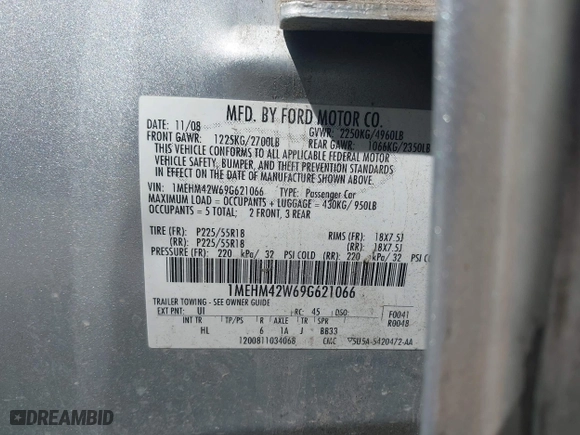 MFD. BY FORD MOTOR CO.
DATE: 11/08 GVWR: 2250KG/4960LB
FRONT GAWR: 1225KG/2700LB REAR GAWR: 1066KG/2350LB
THIS VEHICLE CONFORMS TO ALL APPLICABLE FEDERAL MOTOR
VEHICLE SAFETY, BUMPER, AND THEFT PREVENTION STANDARDS
IN EFFECT ON THE DATE OF MANUFACTURE SHOWN ABOVE.
VIN: 1MEHM42W69G621066 TYPE: Passenger Car
MAXIMUM LOAD = OCCUPANTS + LUGGAGE = 430KG/ 950LB
OCCUPANTS = 5 TOTAL; 2 FRONT, 3 REAR
TIRE (FR): P225/55R18 RIMS (FR): 18X7.5J
(RR): P225/55R18 (RR): 18X7.5J
PRESSURE (FR): 220 kPa/ 32 PSI COLD (RR): 220 kPa/ 32 PSI COLD
1MEHM42W69G621066
TRAILER TOWING - SEE OWNER GUIDE
EXT PNT: UI RC: 45 DSO: F0041
INT TR TP/PS R AXLE TR SPR R0048
HL 6 1A J BB33
120081103406B 5U5A-5420472-AA
DREAMBID